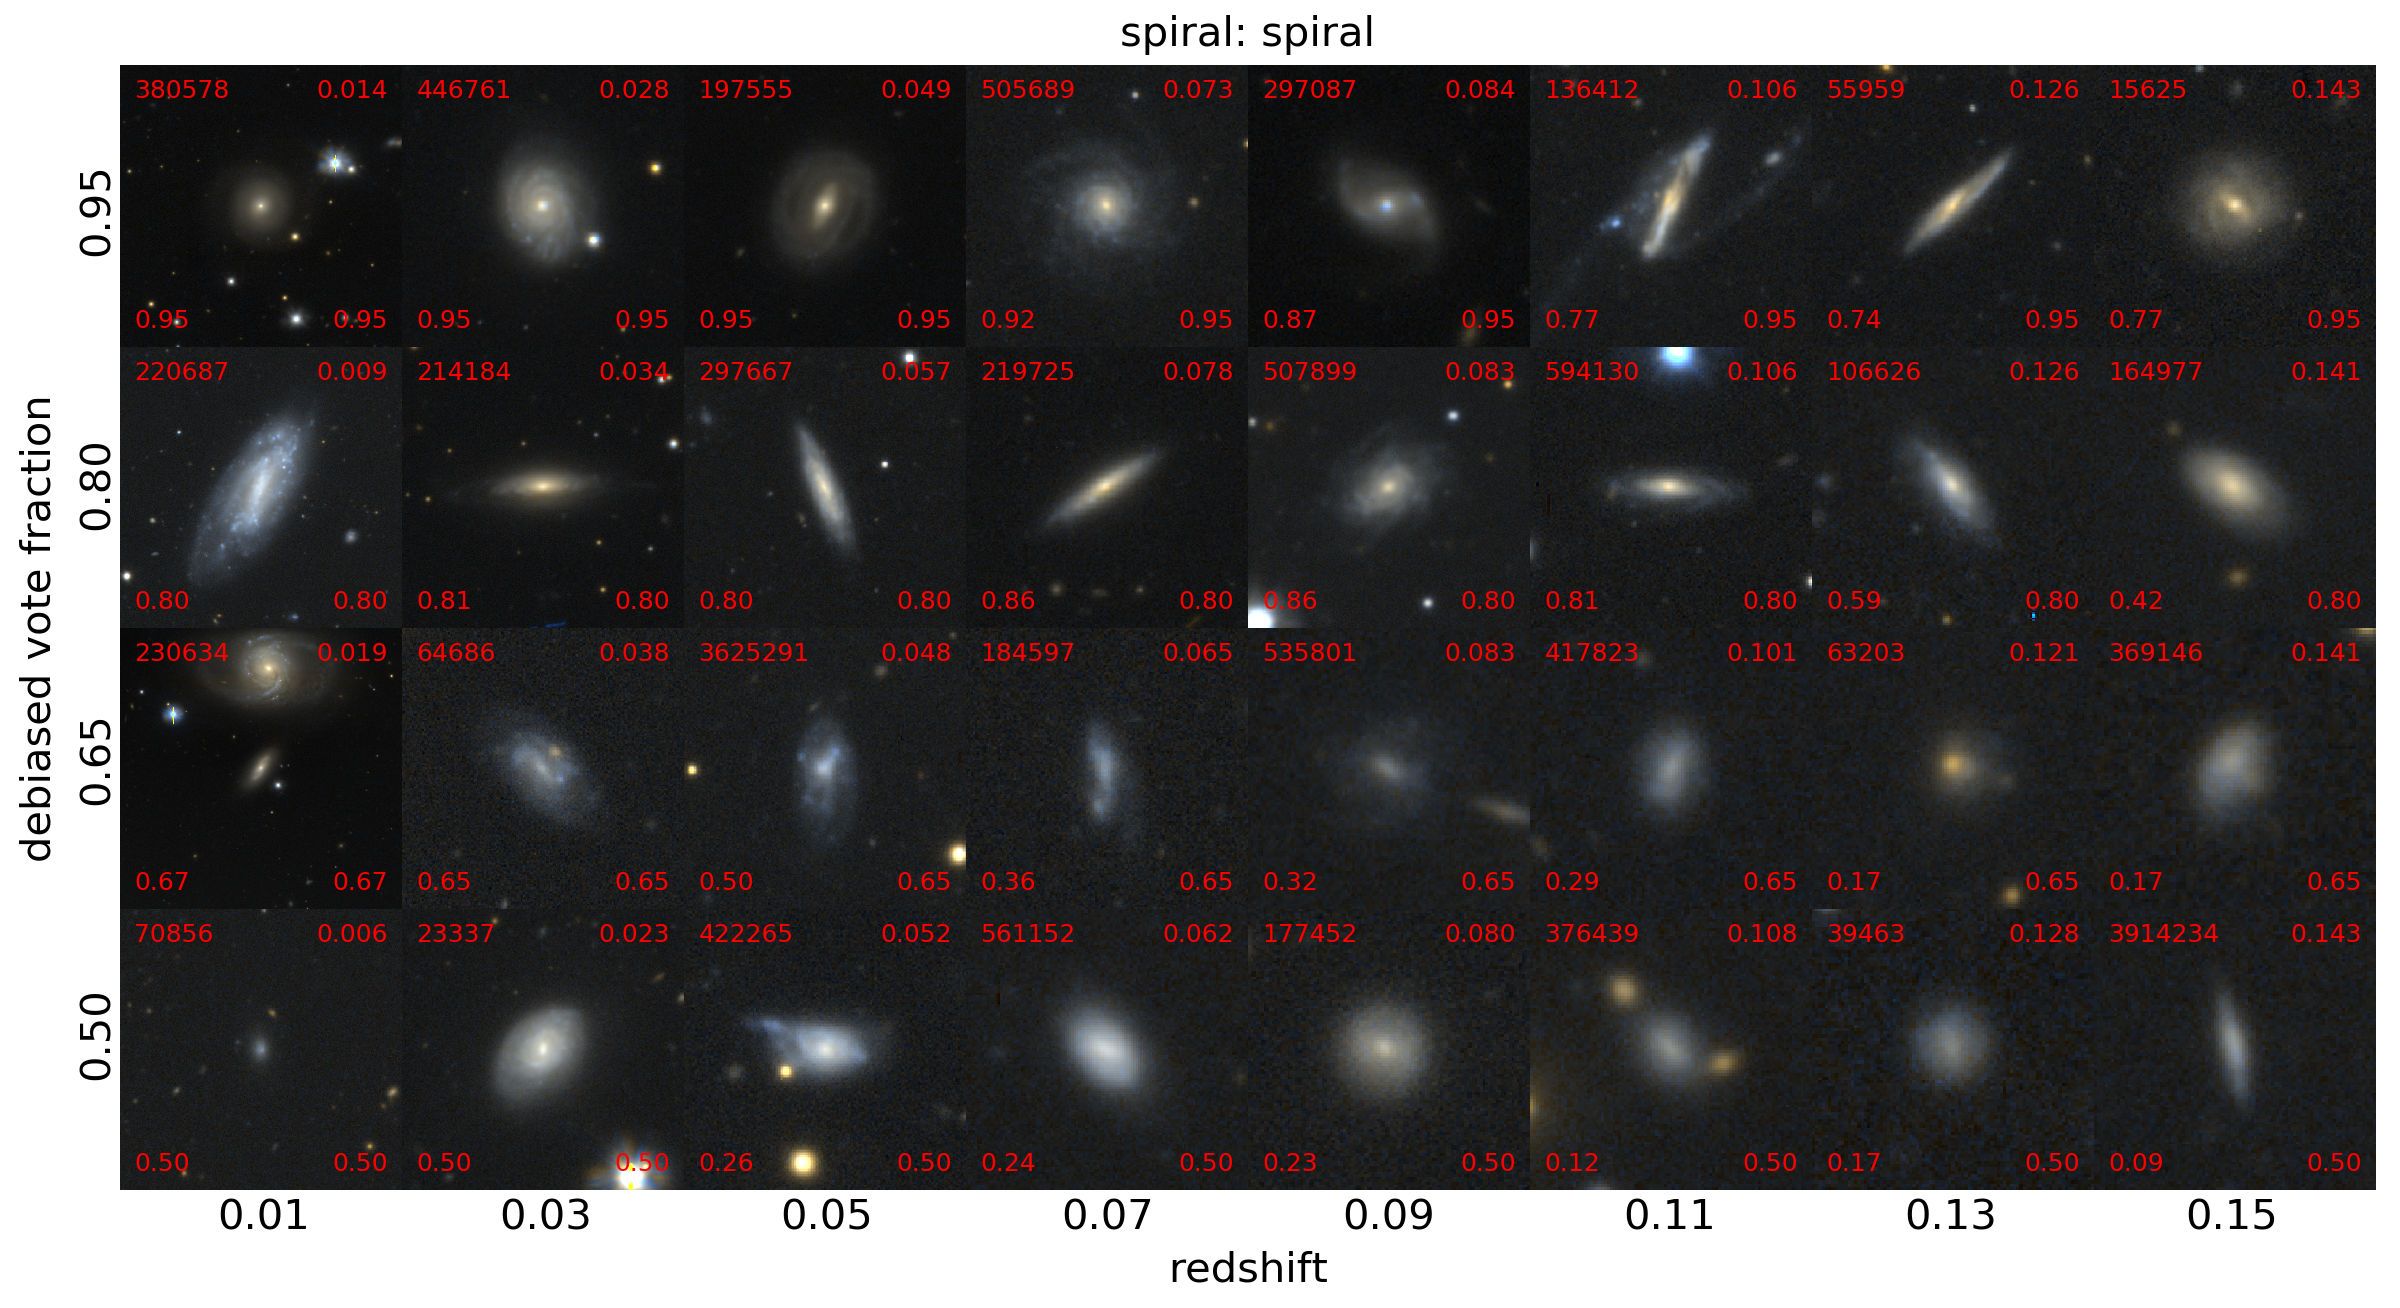 spiral: spiral
debiased vote fraction
0.95
380578 0.014 446761 0.028 197555 0.049 505689 0.073 297087 0.084 136412 0.106 55959 0.126 15625 0.143
0.95 0.95 0.95 0.95 0.95 0.95 0.92 0.95 0.87 0.95 0.77 0.95 0.74 0.95 0.77 0.95
0.80
220687 0.009 214184 0.034 297667 0.057 219725 0.078 507899 0.083 594130 0.106 106626 0.126 164977 0.141
0.80 0.80 0.81 0.80 0.80 0.80 0.86 0.80 0.86 0.80 0.81 0.80 0.59 0.80 0.42 0.80
0.65
230634 0.019 64686 0.038 3625291 0.048 184597 0.065 535801 0.083 417823 0.101 63203 0.121 369146 0.141
0.67 0.67 0.65 0.65 0.50 0.65 0.36 0.65 0.32 0.65 0.29 0.65 0.17 0.65 0.17 0.65
0.50
70856 0.006 23337 0.023 422265 0.052 561152 0.062 177452 0.080 376439 0.108 39463 0.128 3914234 0.143
0.50 0.50 0.50 0.50 0.26 0.50 0.24 0.50 0.23 0.50 0.12 0.50 0.17 0.50 0.09 0.50
0.01 0.03 0.05 0.07 0.09 0.11 0.13 0.15
redshift